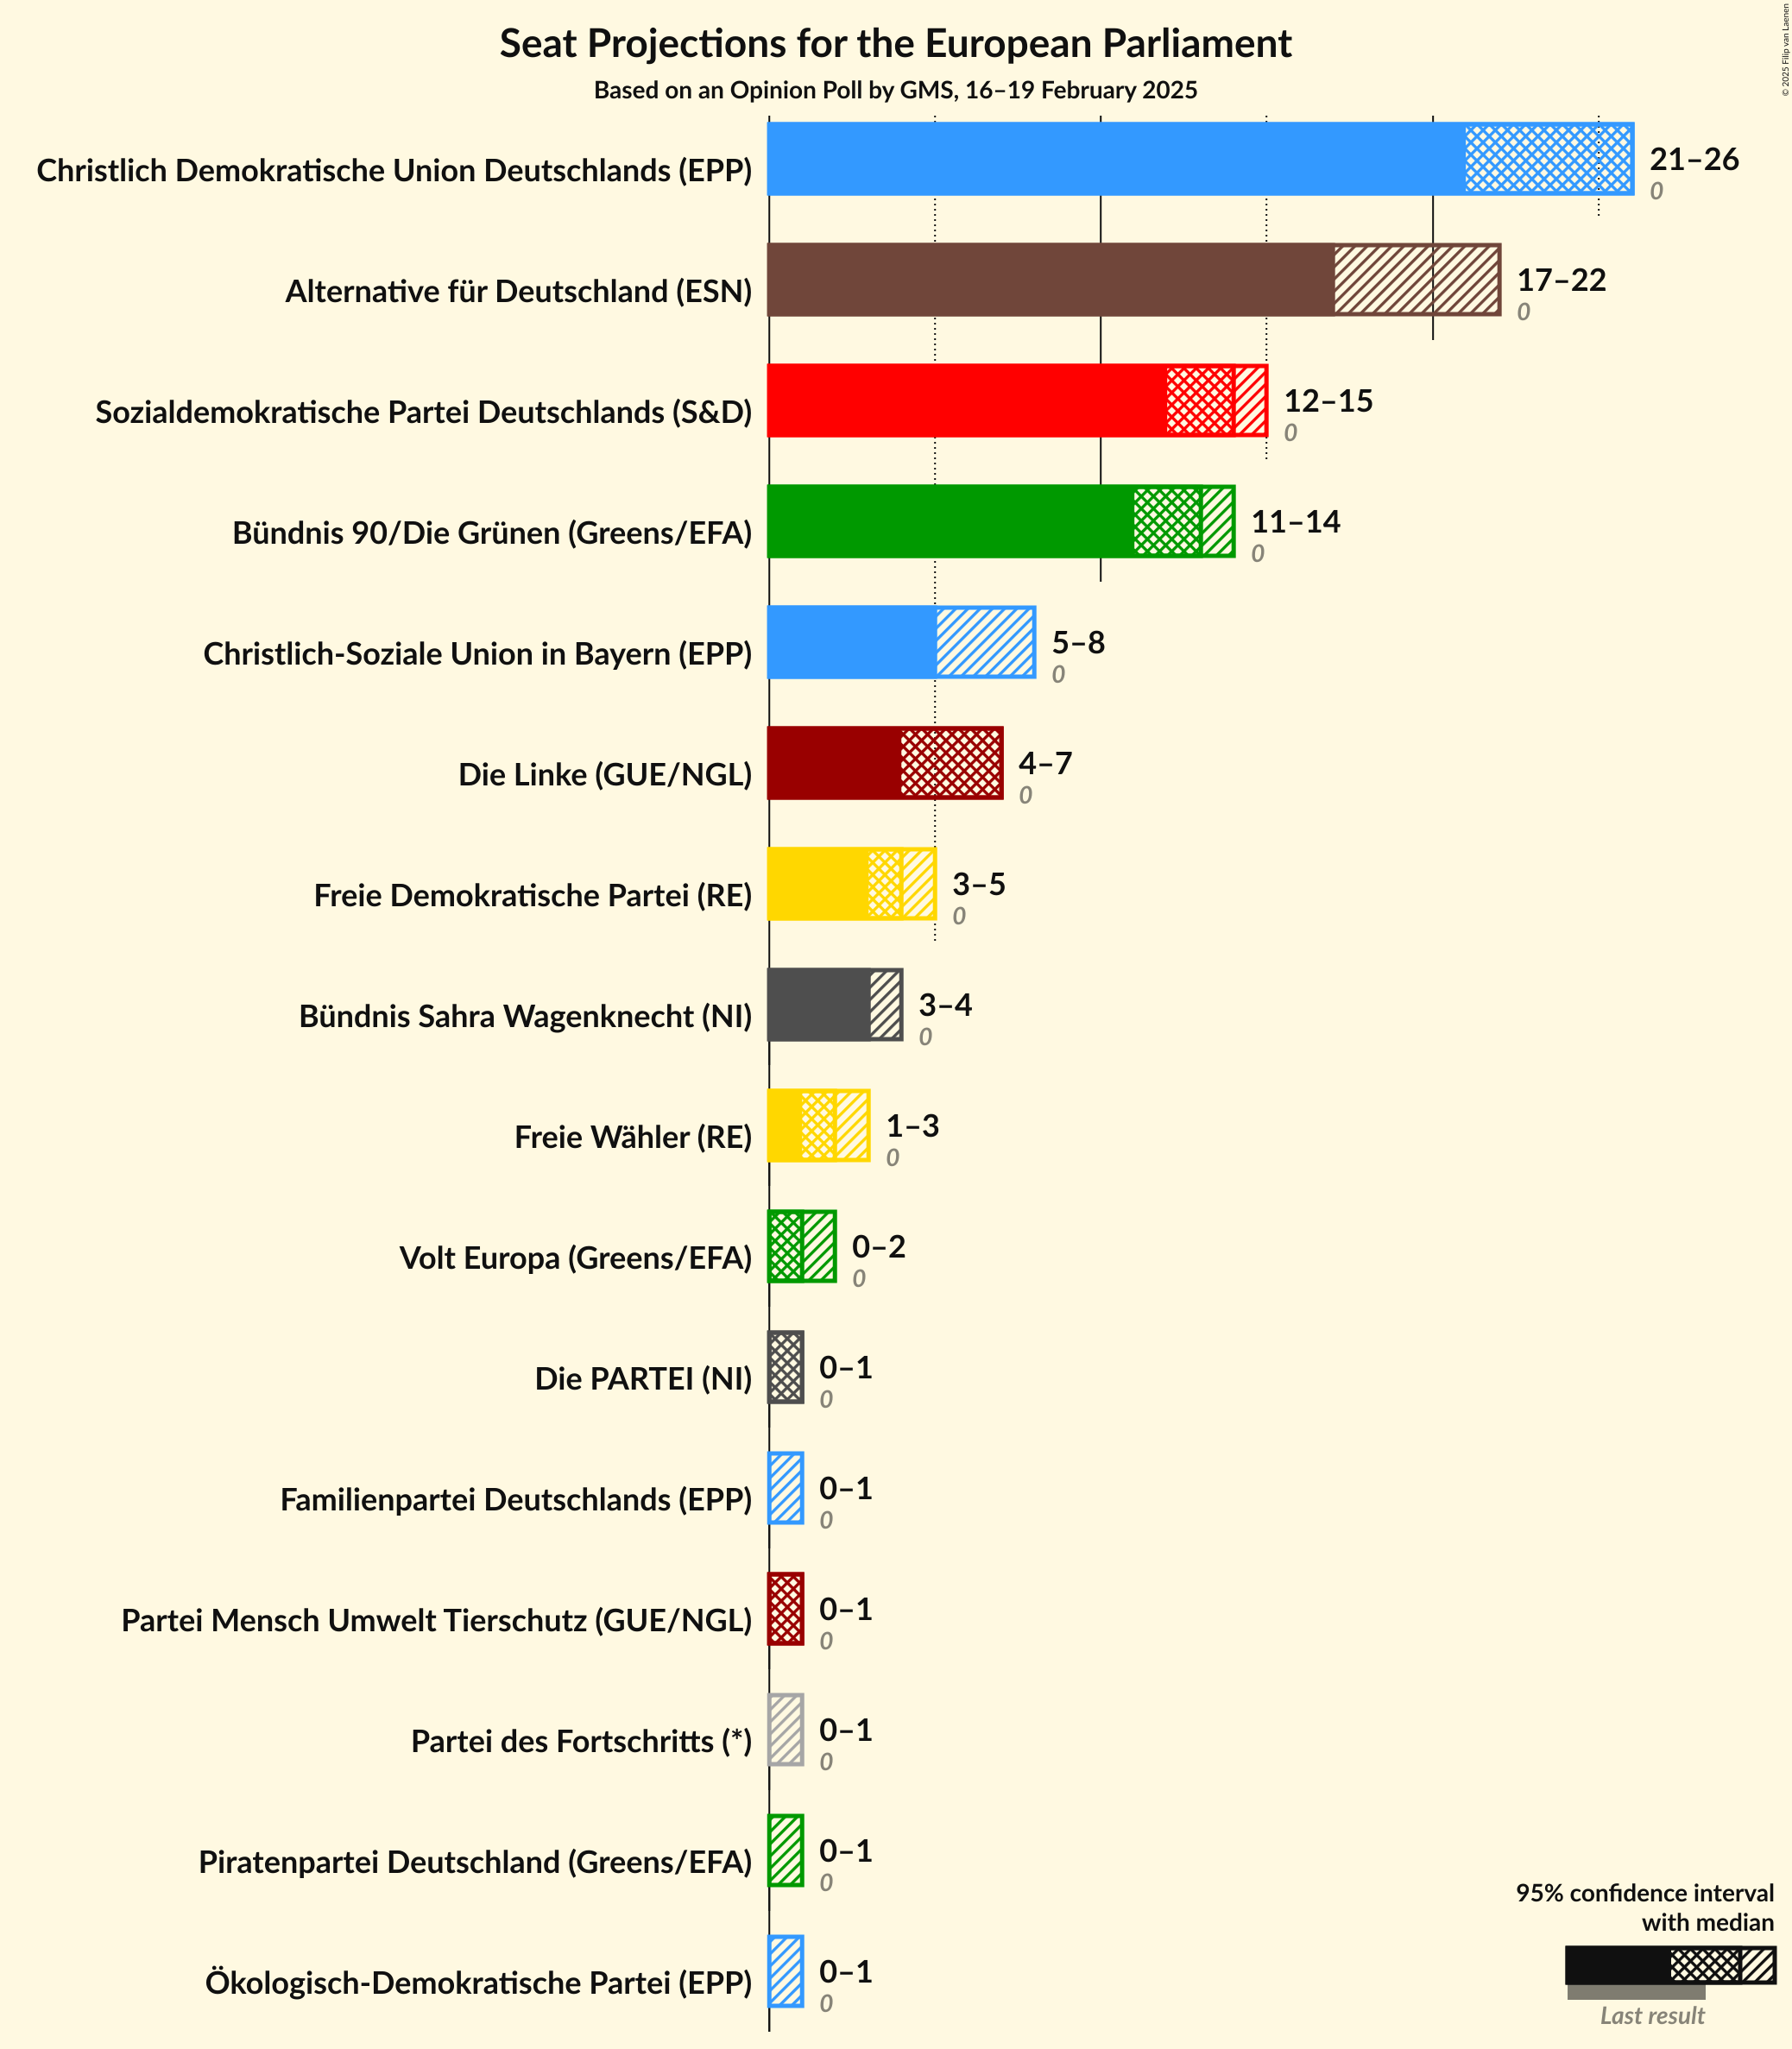 Seat Projections for the European Parliament
Based on an Opinion Poll by GMS, 16–19 February 2025
© 2025 Filip van Laenen
Christlich Demokratische Union Deutschlands (EPP)
21–26
0
Alternative für Deutschland (ESN)
17–22
0
Sozialdemokratische Partei Deutschlands (S&D)
12–15
0
Bündnis 90/Die Grünen (Greens/EFA)
11–14
0
Christlich-Soziale Union in Bayern (EPP)
5–8
0
Die Linke (GUE/NGL)
4–7
0
Freie Demokratische Partei (RE)
3–5
0
Bündnis Sahra Wagenknecht (NI)
3–4
0
Freie Wähler (RE)
1–3
0
Volt Europa (Greens/EFA)
0–2
0
Die PARTEI (NI)
0–1
0
Familienpartei Deutschlands (EPP)
0–1
0
Partei Mensch Umwelt Tierschutz (GUE/NGL)
0–1
0
Partei des Fortschritts (*)
0–1
0
Piratenpartei Deutschland (Greens/EFA)
0–1
0
Ökologisch-Demokratische Partei (EPP)
0–1
0
95% confidence interval
with median
Last result